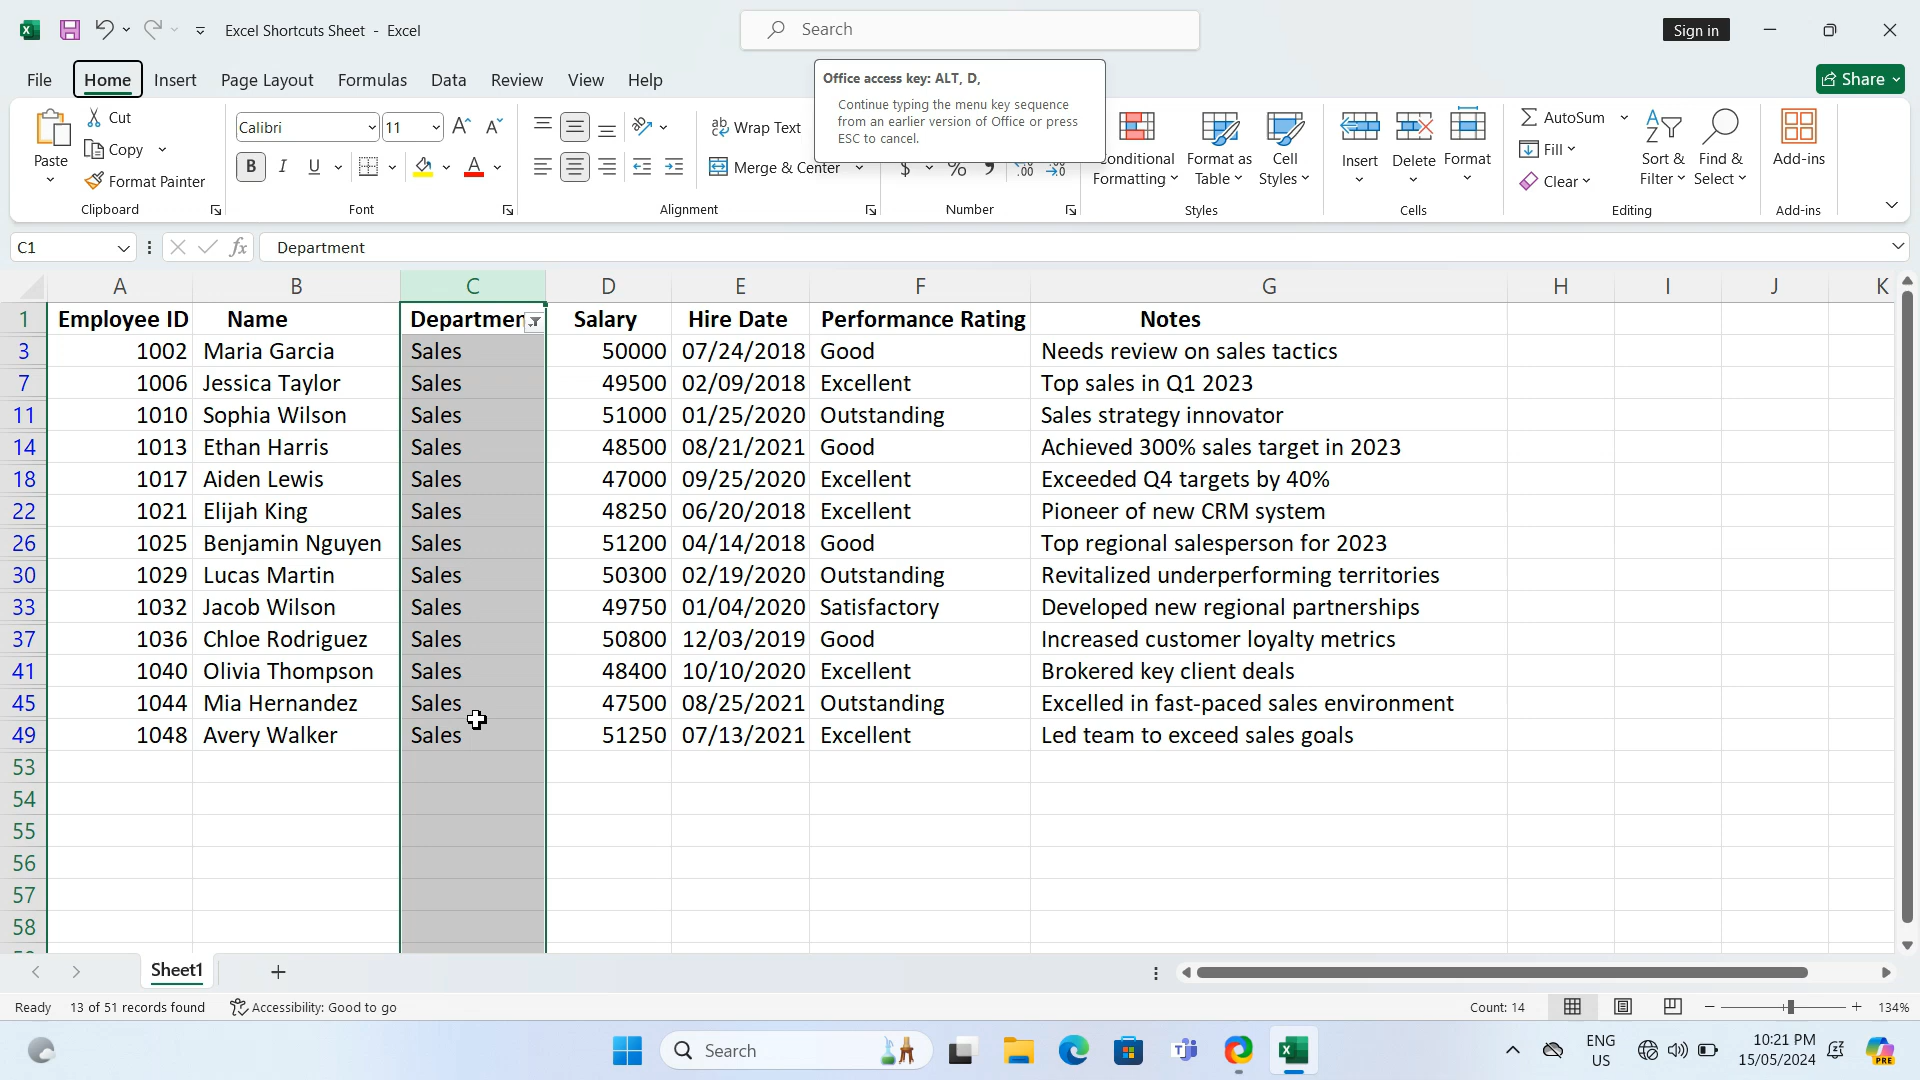 Excel Shortcuts Sheet - Excel
Search
Sign in
File Home Insert Page Layout Formulas Data Review View Help
Share
Office access key: ALT, D,
Continue typing the menu key sequence
from an earlier version of Office or press
ESC to cancel.
Paste
Cut
Copy
Format Painter
Clipboard
Calibri 11
B I U
Font
Wrap Text
Merge & Center
Alignment
$ % 9
Number
Conditional
Formatting
Format as
Table
Cell
Styles
Styles
Insert Delete Format
Cells
AutoSum
Fill
Clear
Sort &
Filter
Find &
Select
Editing
Add-ins
Add-ins
C1 fx Department
A B C D E F G H I J K
1 Employee ID Name Departmen Salary Hire Date Performance Rating Notes
3 1002 Maria Garcia Sales 50000 07/24/2018 Good Needs review on sales tactics
7 1006 Jessica Taylor Sales 49500 02/09/2018 Excellent Top sales in Q1 2023
11 1010 Sophia Wilson Sales 51000 01/25/2020 Outstanding Sales strategy innovator
14 1013 Ethan Harris Sales 48500 08/21/2021 Good Achieved 300% sales target in 2023
18 1017 Aiden Lewis Sales 47000 09/25/2020 Excellent Exceeded Q4 targets by 40%
22 1021 Elijah King Sales 48250 06/20/2018 Excellent Pioneer of new CRM system
26 1025 Benjamin Nguyen Sales 51200 04/14/2018 Good Top regional salesperson for 2023
30 1029 Lucas Martin Sales 50300 02/19/2020 Outstanding Revitalized underperforming territories
33 1032 Jacob Wilson Sales 49750 01/04/2020 Satisfactory Developed new regional partnerships
37 1036 Chloe Rodriguez Sales 50800 12/03/2019 Good Increased customer loyalty metrics
41 1040 Olivia Thompson Sales 48400 10/10/2020 Excellent Brokered key client deals
45 1044 Mia Hernandez Sales 47500 08/25/2021 Outstanding Excelled in fast-paced sales environment
49 1048 Avery Walker Sales 51250 07/13/2021 Excellent Led team to exceed sales goals
53
54
55
56
57
58
Sheet1
Ready 13 of 51 records found Accessibility: Good to go Count: 14 134%
Search
ENG
US
10:21 PM
15/05/2024
PRE